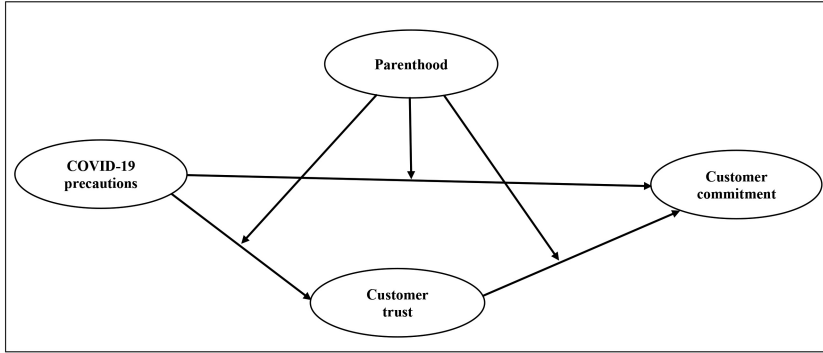 Parenthood
COVID-19
precautions
Customer
commitment
Customer
trust